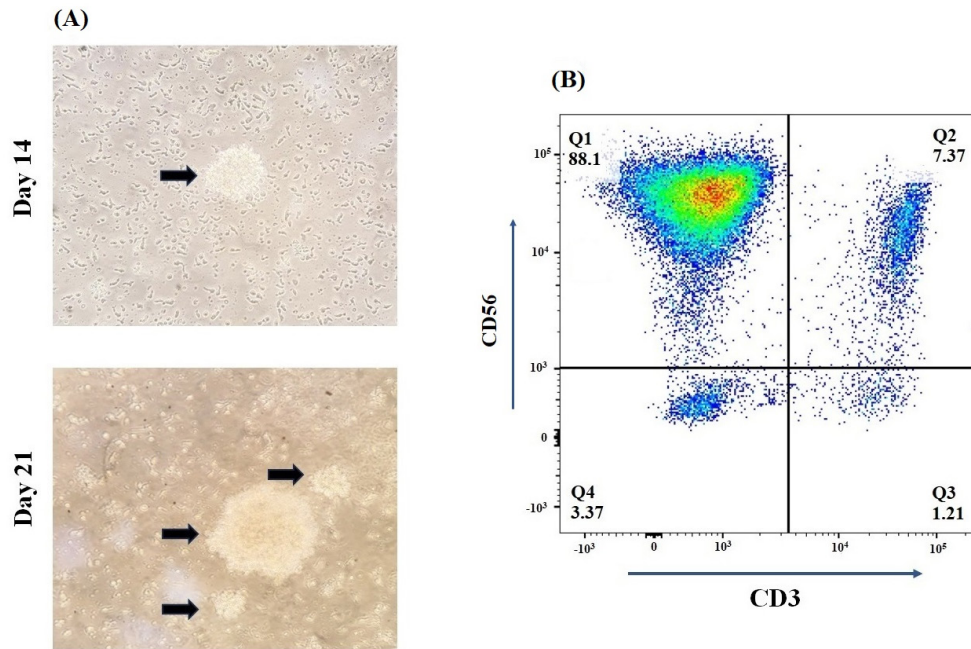 (A)
Day 14
Day 21
(B)
Q1
88.1
Q2
7.37
Q4
3.37
Q3
1.21
10⁵
10⁴
10³
0
-10³
-10³
0
10³
10⁴
10⁵
CD56
CD3